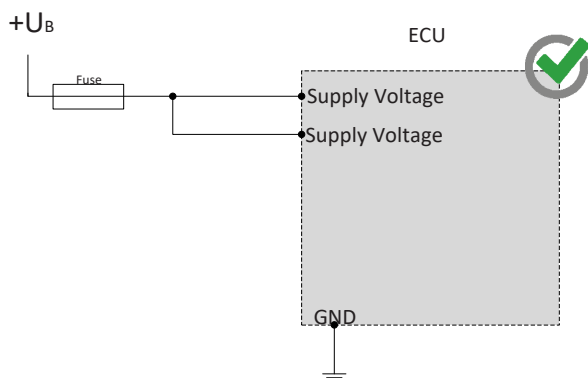 +UB
ECU
Fuse
Supply Voltage
Supply Voltage
GND